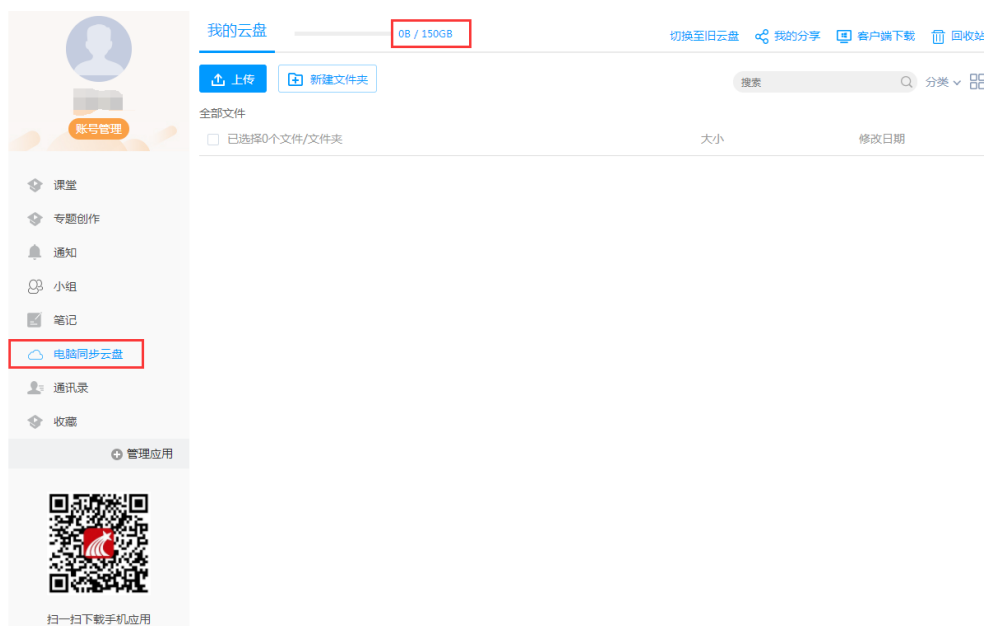 我的云盘 0B / 150GB 切换至旧云盘 我的分享 客户端下载 回收站
上传 新建文件夹 搜索 分类
全部文件
已选择0个文件/文件夹 大小 修改日期
账号管理
课堂
专题创作
通知
小组
笔记
电脑同步云盘
通讯录
收藏
管理应用
扫一扫下载手机应用